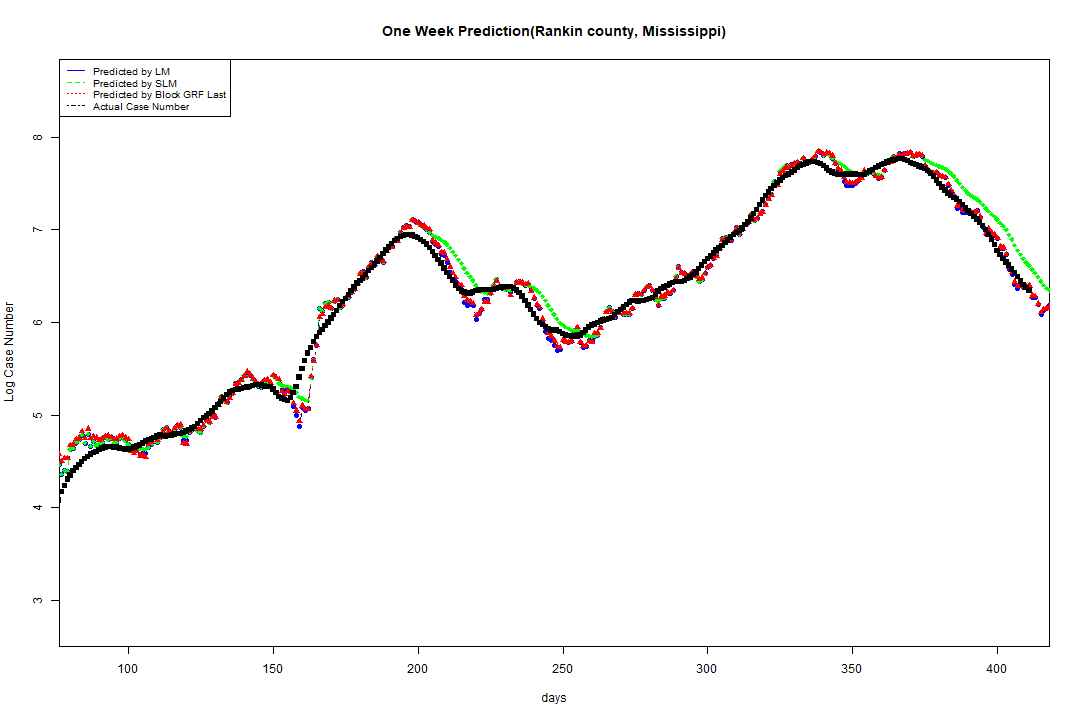 One Week Prediction(Rankin county, Mississippi)
Predicted by LM
Predicted by SLM
Predicted by Block GRF Last
Actual Case Number
8
7
6
5
4
3
Log Case Number
100 150 200 250 300 350 400
days